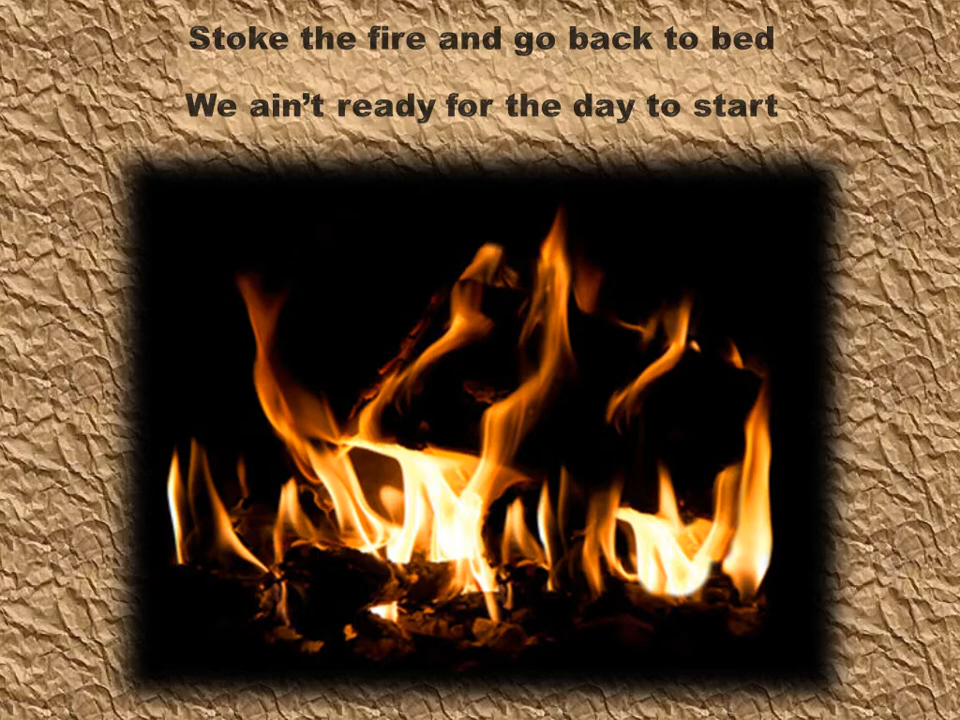 Stoke the fire and go back to bed
We ain’t ready for the day to start